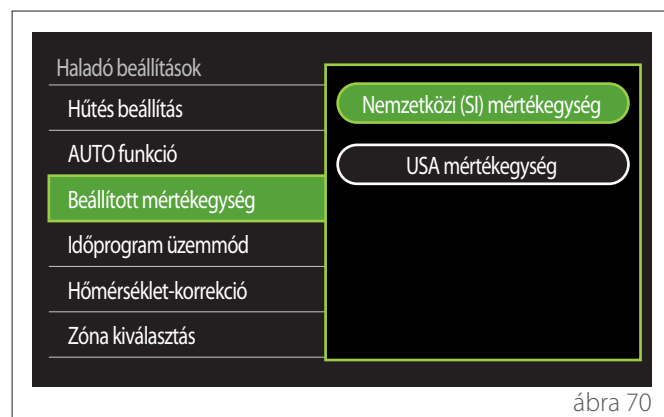 Haladó beállítások
Hűtés beállítás
AUTO funkció
Beállított mértékegység
Időprogram üzemmód
Hőmérséklet-korrekció
Zóna kiválasztás
Nemzetközi (SI) mértékegység
USA mértékegység
ábra 70